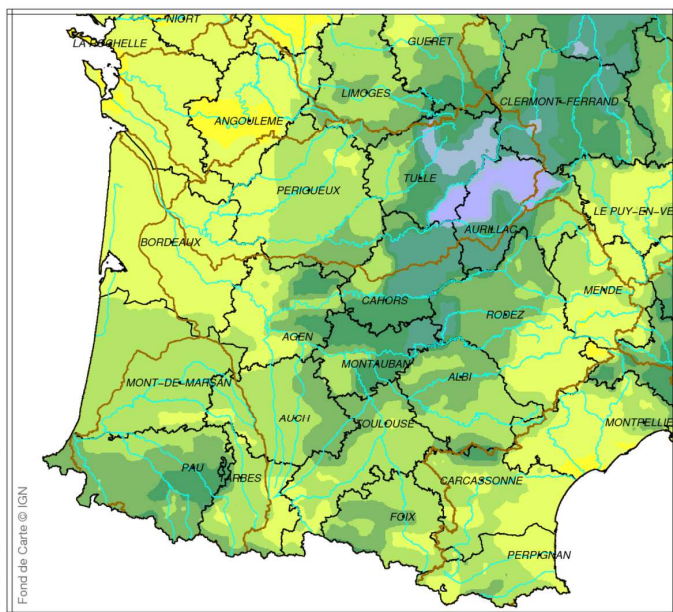 NIORT
LA ROCHELLE
GUERET
LIMOGES
CLERMONT-FERRAND
ANGOULEME
TULLE
PERIGUEUX
LE PUY-EN-VE
AURILLAC
BORDEAUX
MENDE
CAHORS
RODEZ
AGEN
MONTAUBAN
ALBI
MONT-DE-MARSAN
AUCH
TOULOUSE
MONTPELLIE
PAU
TARBES
CARCASSONNE
FOIX
PERPIGNAN
Fond de Carte © IGN